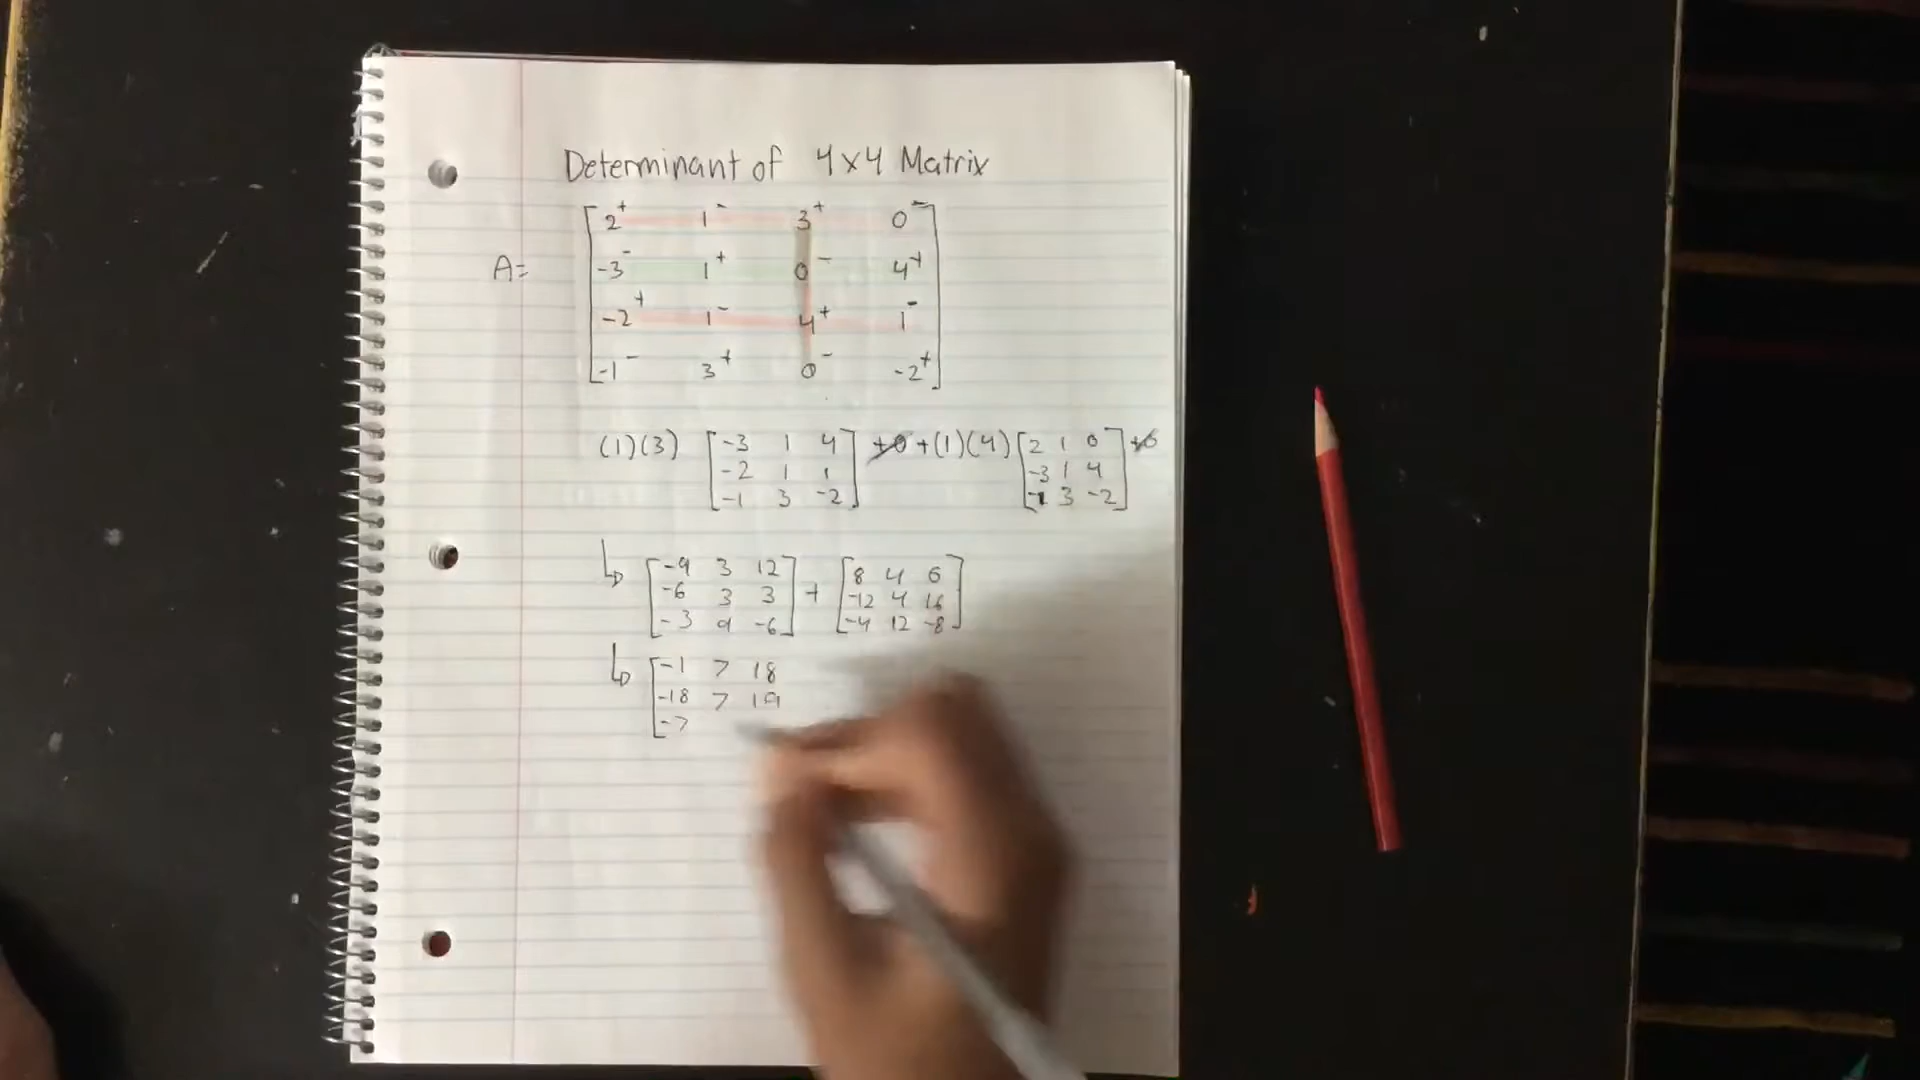 Determinant of 4x4 Matrix
A= [2⁺ 1⁻ 3⁺ 0⁻
-3⁻ 1⁺ 0⁻ 4⁺
-2⁺ 1⁻ 4⁺ 1⁻
-1⁻ 3⁺ 0⁻ -2⁺]
(1)(3) [-3 1 4] +0 +(1)(4) [2 1 0] +0
-2 1 1 -3 1 4
-1 3 -2 -1 3 -2
↳ [-9 3 12] + [8 4 6]
-6 3 3 -12 4 16
-3 9 -6 -4 12 -8
↳ [-1 7 18
-18 7 19
-7